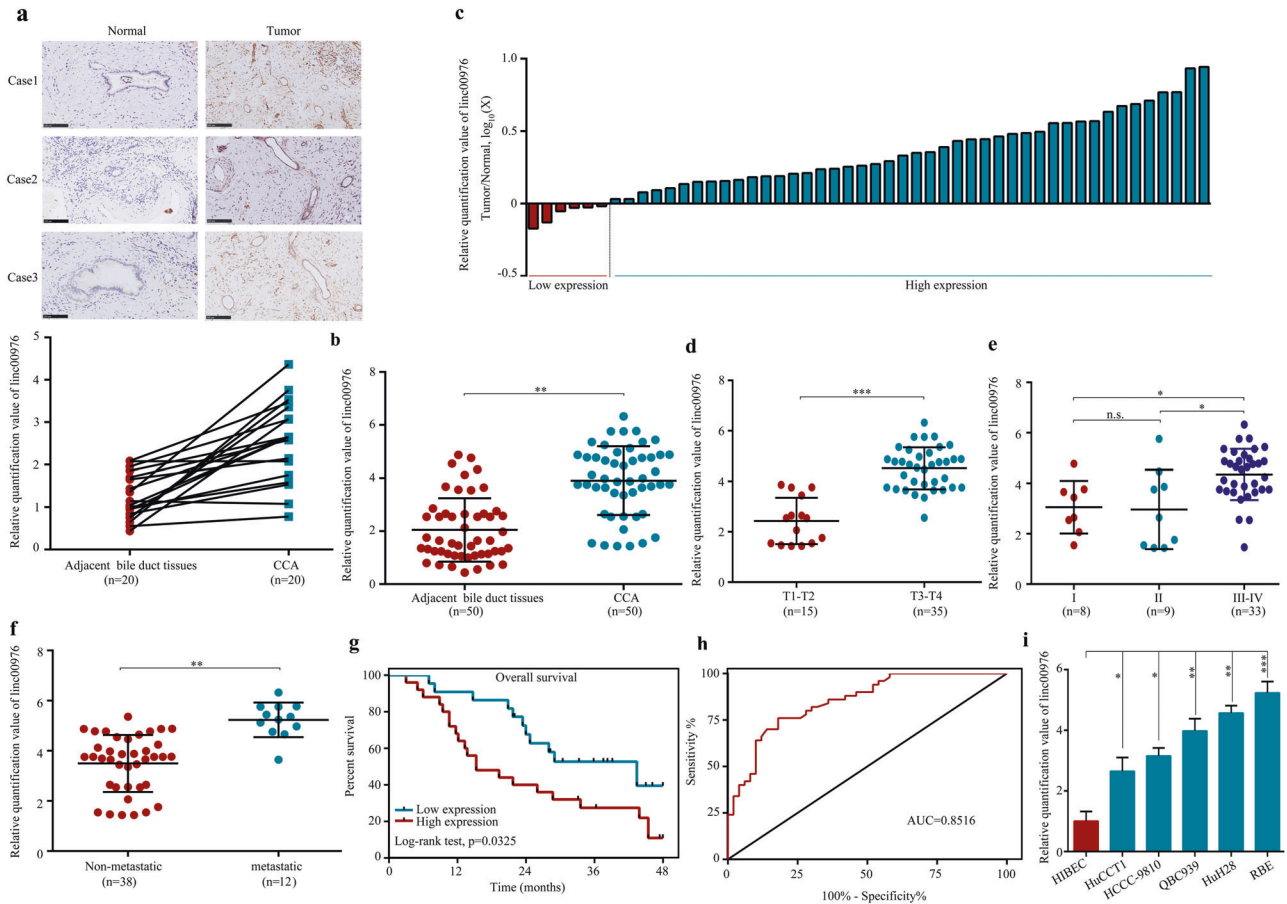 a
Normal
Tumor
Case1
Case2
Case3
Relative quantification value of linc00976
5
4
3
2
1
0
Adjacent bile duct tissues
(n=20)
CCA
(n=20)
b
Relative quantification value of linc00976
8
6
4
2
0
**
Adjacent bile duct tissues
(n=50)
CCA
(n=50)
c
Relative quantification value of linc00976
Tumor/Normal, log10(X)
1.0
0.5
0
-0.5
Low expression
High expression
d
Relative quantification value of linc00976
8
6
4
2
0
***
T1-T2
(n=15)
T3-T4
(n=35)
e
Relative quantification value of linc00976
8
6
4
2
0
*
n.s.
*
I
(n=8)
II
(n=9)
III-IV
(n=33)
f
Relative quantification value of linc00976
8
6
4
2
0
**
Non-metastatic
(n=38)
metastatic
(n=12)
g
Overall survival
Percent survival
100
80
60
40
20
0
Low expression
High expression
Log-rank test, p=0.0325
0
12
24
36
48
Time (months)
h
Sensitivity %
100
75
50
25
0
AUC=0.8516
0
25
50
75
100
100% - Specificity%
i
Relative quantification value of linc00976
6
4
2
0
*
*
**
**
***
HIBEC
HuCCT1
HCCC-9810
QBC939
HuH28
RBE